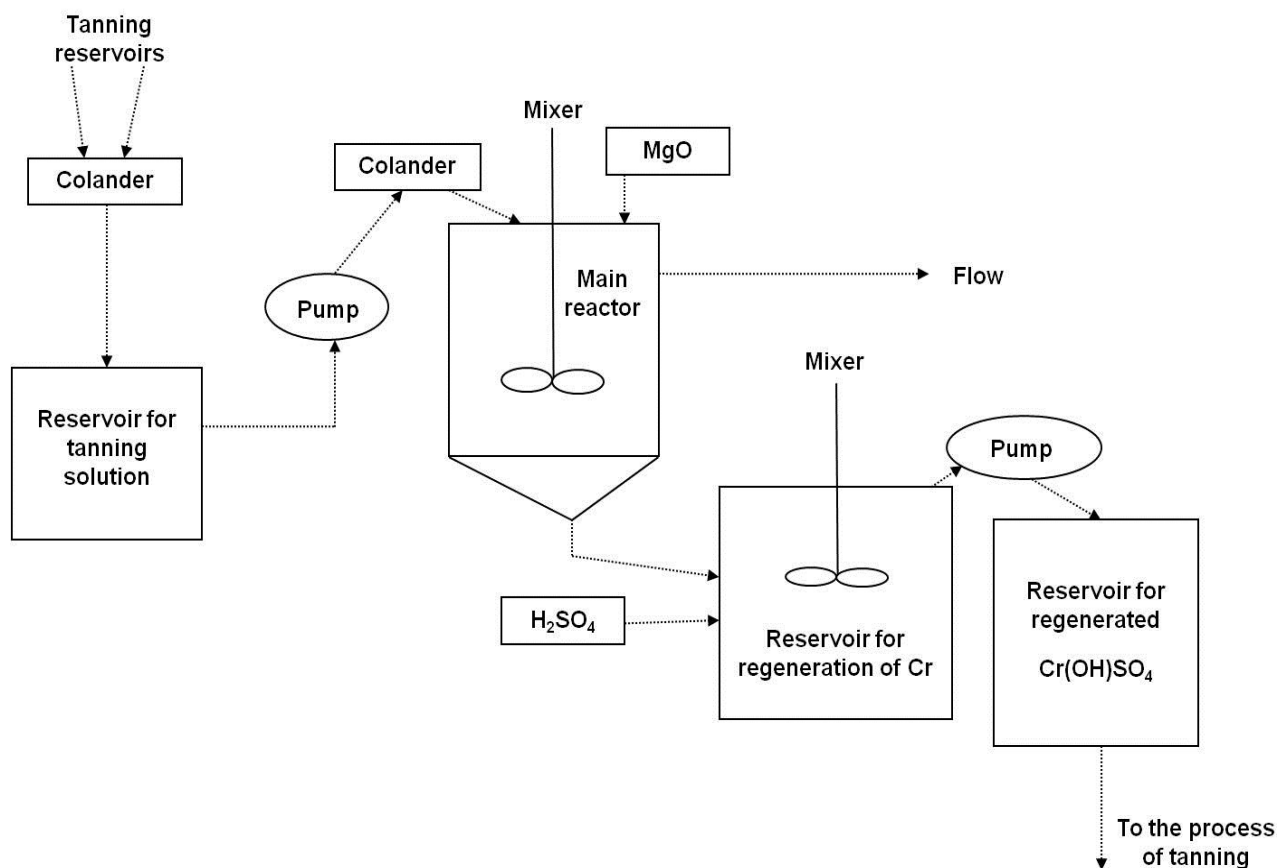 Tanning
reservoirs
Colander
Reservoir for
tanning
solution
Pump
Colander
Mixer
MgO
Main
reactor
Flow
Mixer
H₂SO₄
Reservoir for
regeneration of Cr
Pump
Reservoir for
regenerated
Cr(OH)SO₄
To the process
of tanning